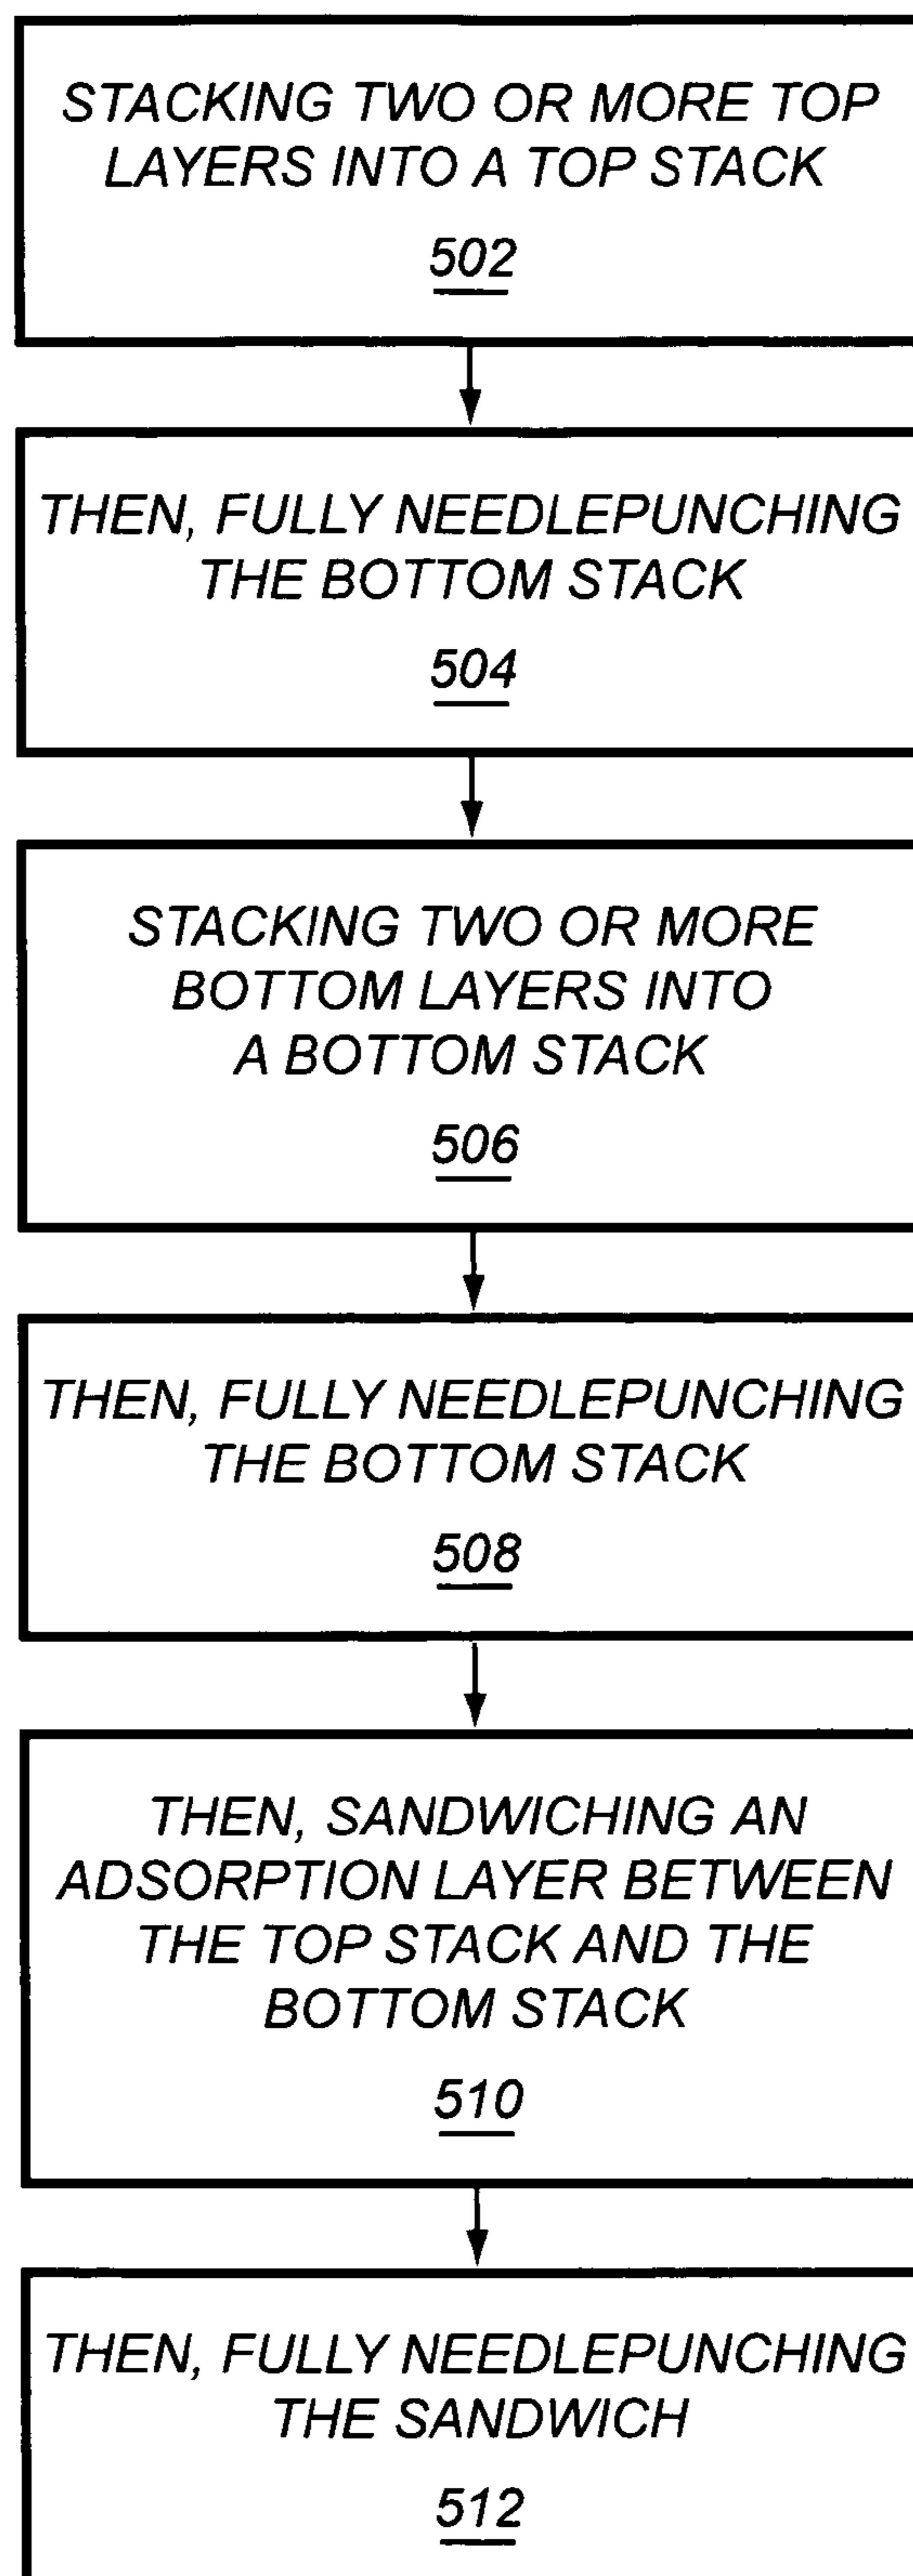 STACKING TWO OR MORE TOP
LAYERS INTO A TOP STACK
502
THEN, FULLY NEEDLEPUNCHING
THE BOTTOM STACK
504
STACKING TWO OR MORE
BOTTOM LAYERS INTO
A BOTTOM STACK
506
THEN, FULLY NEEDLEPUNCHING
THE BOTTOM STACK
508
THEN, SANDWICHING AN
ADSORPTION LAYER BETWEEN
THE TOP STACK AND THE
BOTTOM STACK
510
THEN, FULLY NEEDLEPUNCHING
THE SANDWICH
512